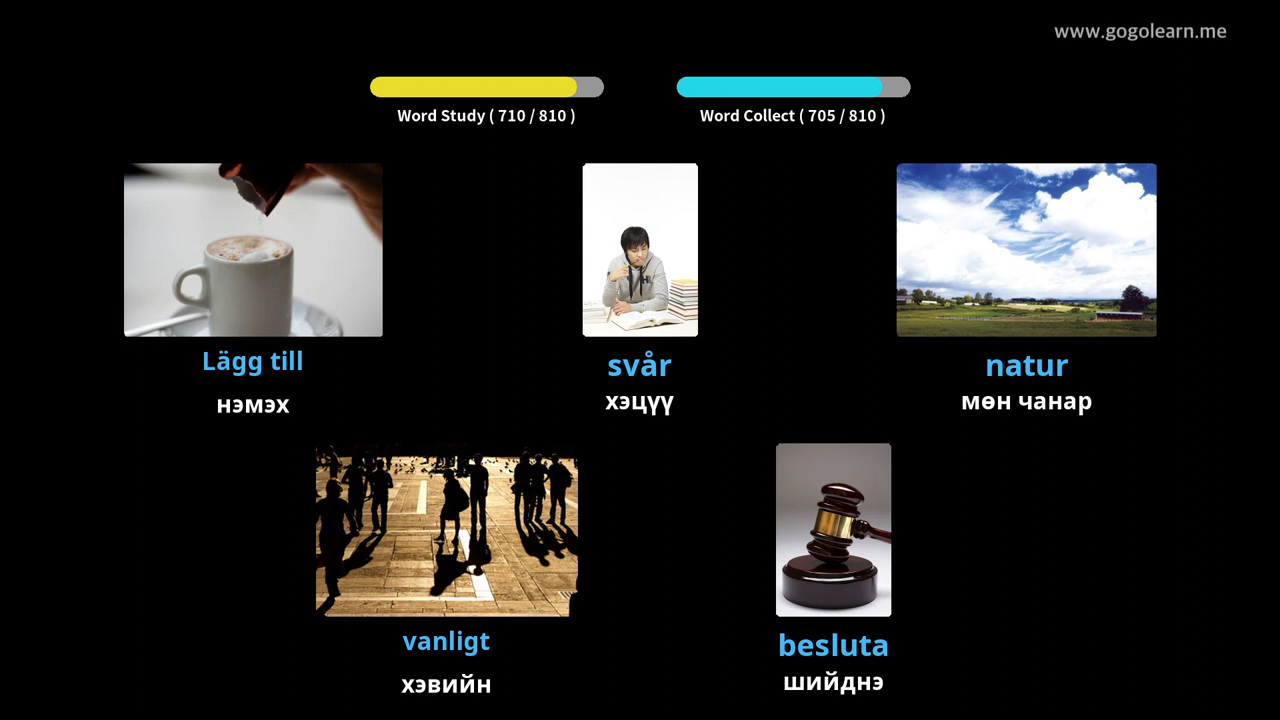 www.gogolearn.me
Word Study ( 710 / 810 )
Word Collect ( 705 / 810 )
Lägg till
нэмэх
svår
хэцүү
natur
мөн чанар
vanligt
хэвийн
besluta
шийднэ